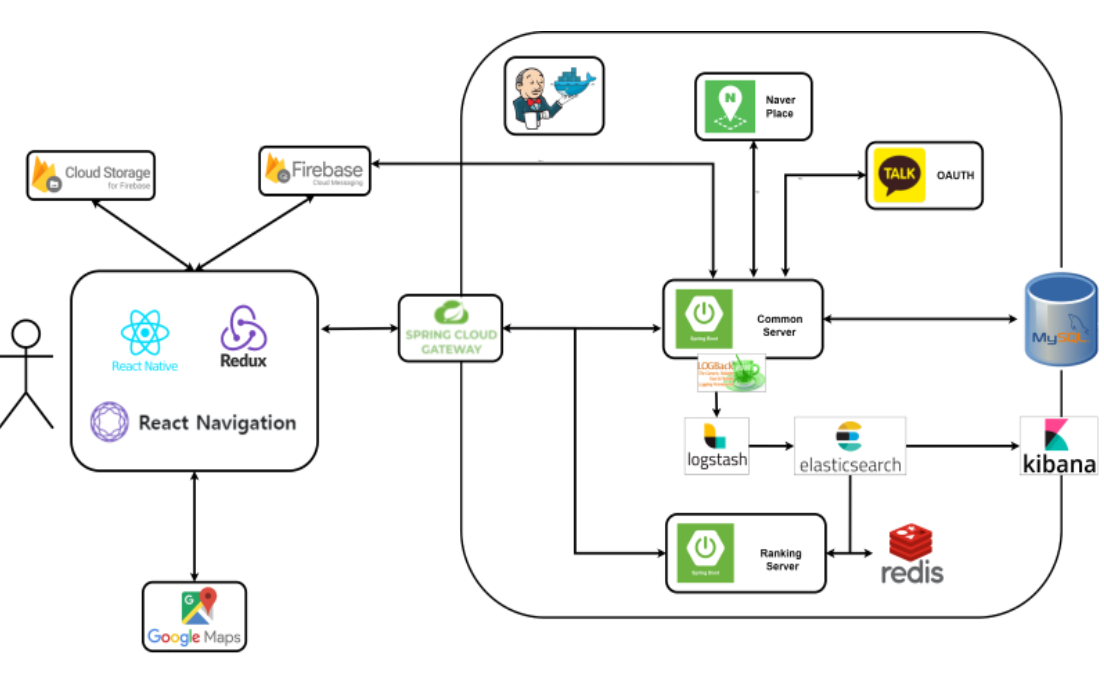 N
Naver
Place
Cloud Storage
for Firebase
Firebase
Cloud Messaging
TALK
OAUTH
SPRING CLOUD
GATEWAY
Spring Boot
Common
Server
React Native
Redux
MySQL
LOGBack
React Navigation
logstash
elasticsearch
kibana
Spring Boot
Ranking
Server
redis
G
Google Maps